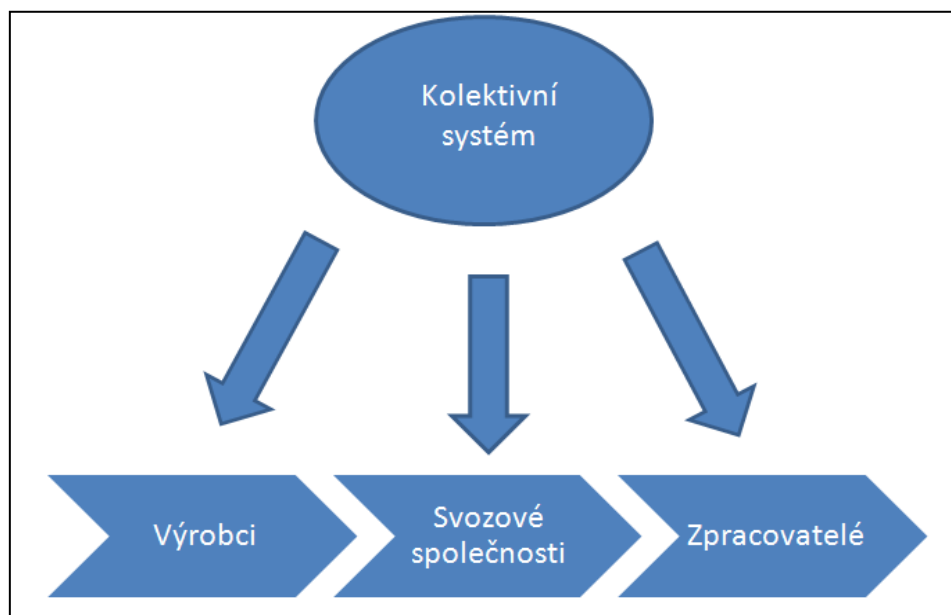 Kolektivní
systém
Výrobci
Svozové
společnosti
Zpracovatelé